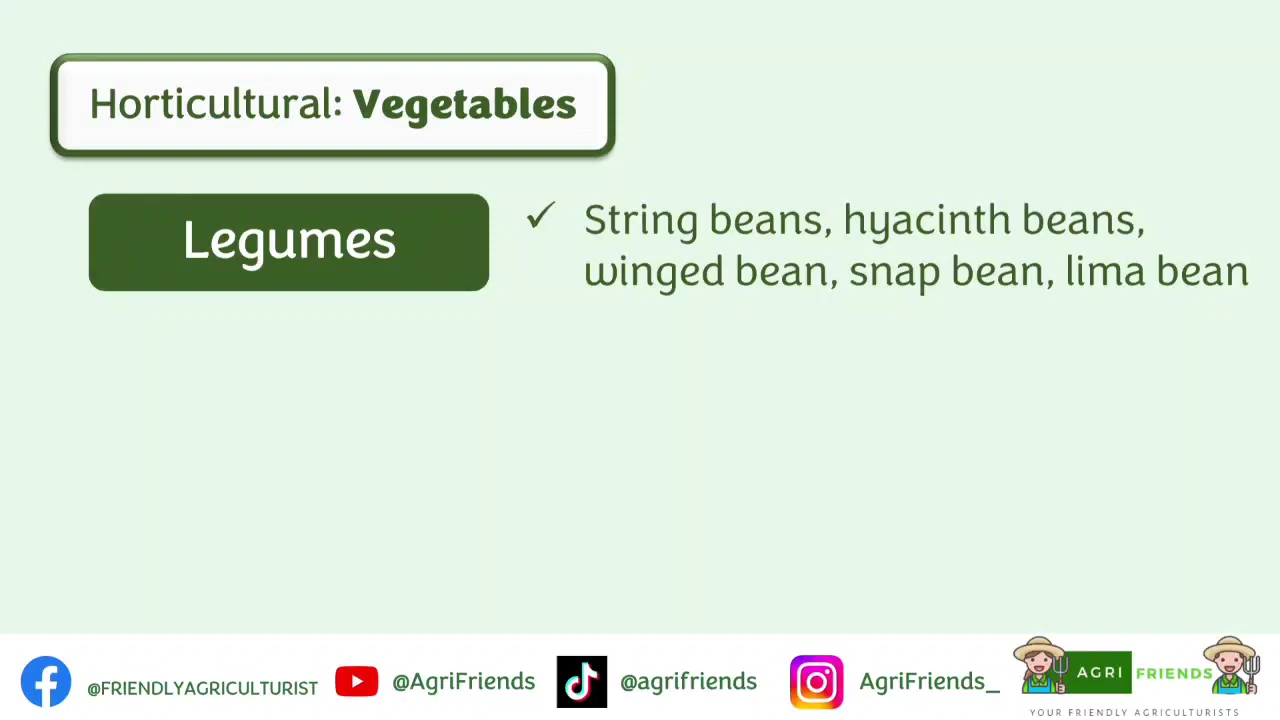 Horticultural: Vegetables
Legumes
✓ String beans, hyacinth beans,
winged bean, snap bean, lima bean
@FRIENDLYAGRICULTURIST
@AgriFriends
@agrifriends
AgriFriends_
AGRI FRIENDS
YOUR FRIENDLY AGRICULTURISTS